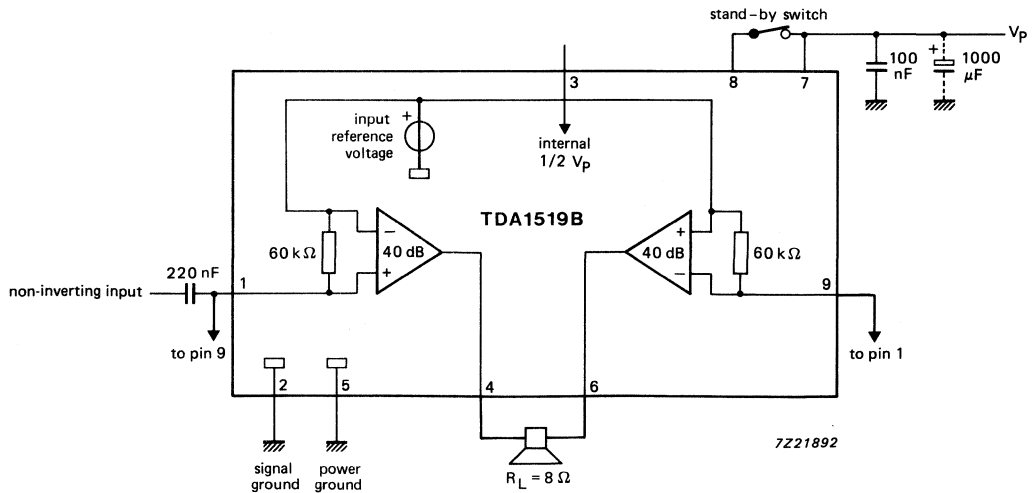 stand-by switch
VP
8
7
100
nF
+
1000
μF
3
input
reference
voltage
+
internal
1/2 VP
TDA1519B
60 kΩ
−
40 dB
+
+
40 dB
−
60 kΩ
220 nF
1
9
non-inverting input
to pin 9
to pin 1
2
5
4
6
signal
ground
power
ground
RL = 8 Ω
7Z21892